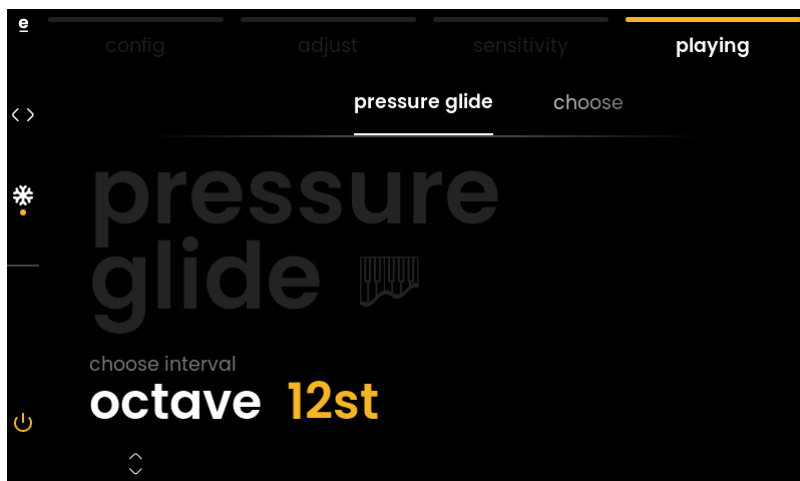 e
config adjust sensitivity playing
pressure glide choose
pressure
glide
choose interval
octave 12st